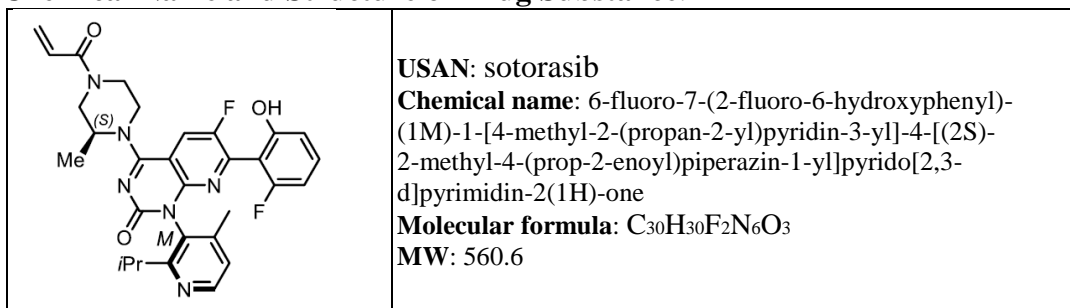 O
N
(S)
N
Me
F
OH
N
N
N
F
O
M
iPr
N
USAN: sotorasib
Chemical name: 6-fluoro-7-(2-fluoro-6-hydroxyphenyl)-
(1M)-1-[4-methyl-2-(propan-2-yl)pyridin-3-yl]-4-[(2S)-
2-methyl-4-(prop-2-enoyl)piperazin-1-yl]pyrido[2,3-
d]pyrimidin-2(1H)-one
Molecular formula: C30H30F2N6O3
MW: 560.6